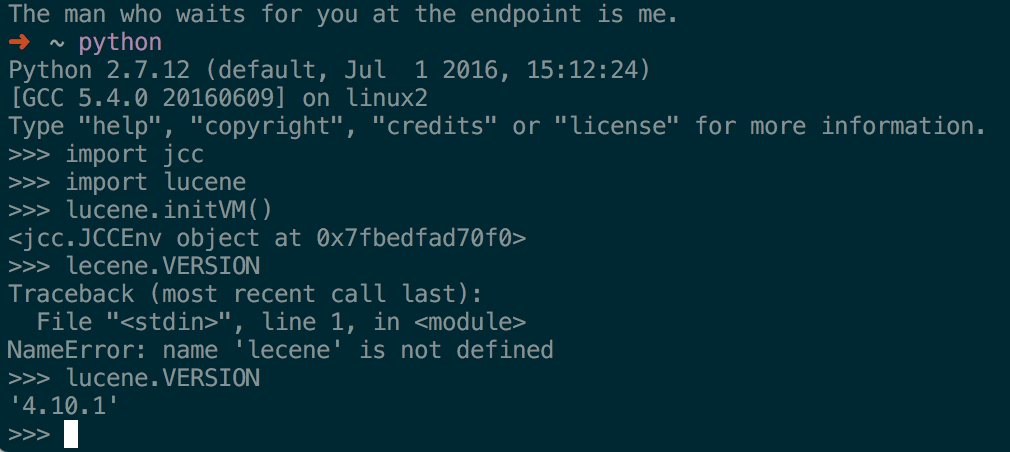 The man who waits for you at the endpoint is me.
➜ ~ python
Python 2.7.12 (default, Jul  1 2016, 15:12:24)
[GCC 5.4.0 20160609] on linux2
Type "help", "copyright", "credits" or "license" for more information.
>>> import jcc
>>> import lucene
>>> lucene.initVM()
<jcc.JCCEnv object at 0x7fbedfad70f0>
>>> lecene.VERSION
Traceback (most recent call last):
  File "<stdin>", line 1, in <module>
NameError: name 'lecene' is not defined
>>> lucene.VERSION
'4.10.1'
>>>